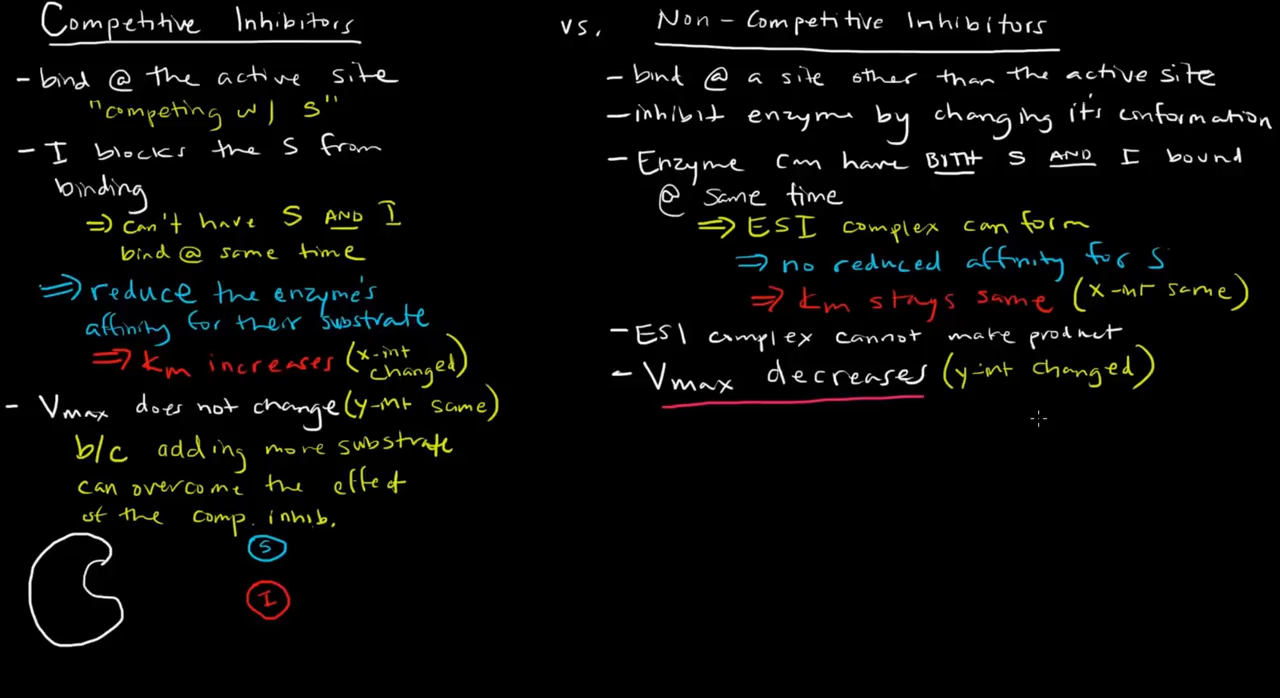 Competitive Inhibitors
- bind @ the active site
"competing w/ S"
- I blocks the S from
binding
⇒ can't have S AND I
bind @ same time
⇒ reduce the enzyme's
affinity for their substrate
⇒ Km increases (x-int
changed)
- Vmax does not change (y-int same)
b/c adding more substrate
can overcome the effect
of the comp. inhib.
S
I
vs.
Non-Competitive Inhibitors
- bind @ a site other than the active site
- inhibit enzyme by changing it's conformation
- Enzyme can have BOTH S AND I bound
@ same time
⇒ ESI complex can form
⇒ no reduced affinity for S
⇒ Km stays same (x-int same)
- ESI complex cannot make product
- Vmax decreases (y-int changed)